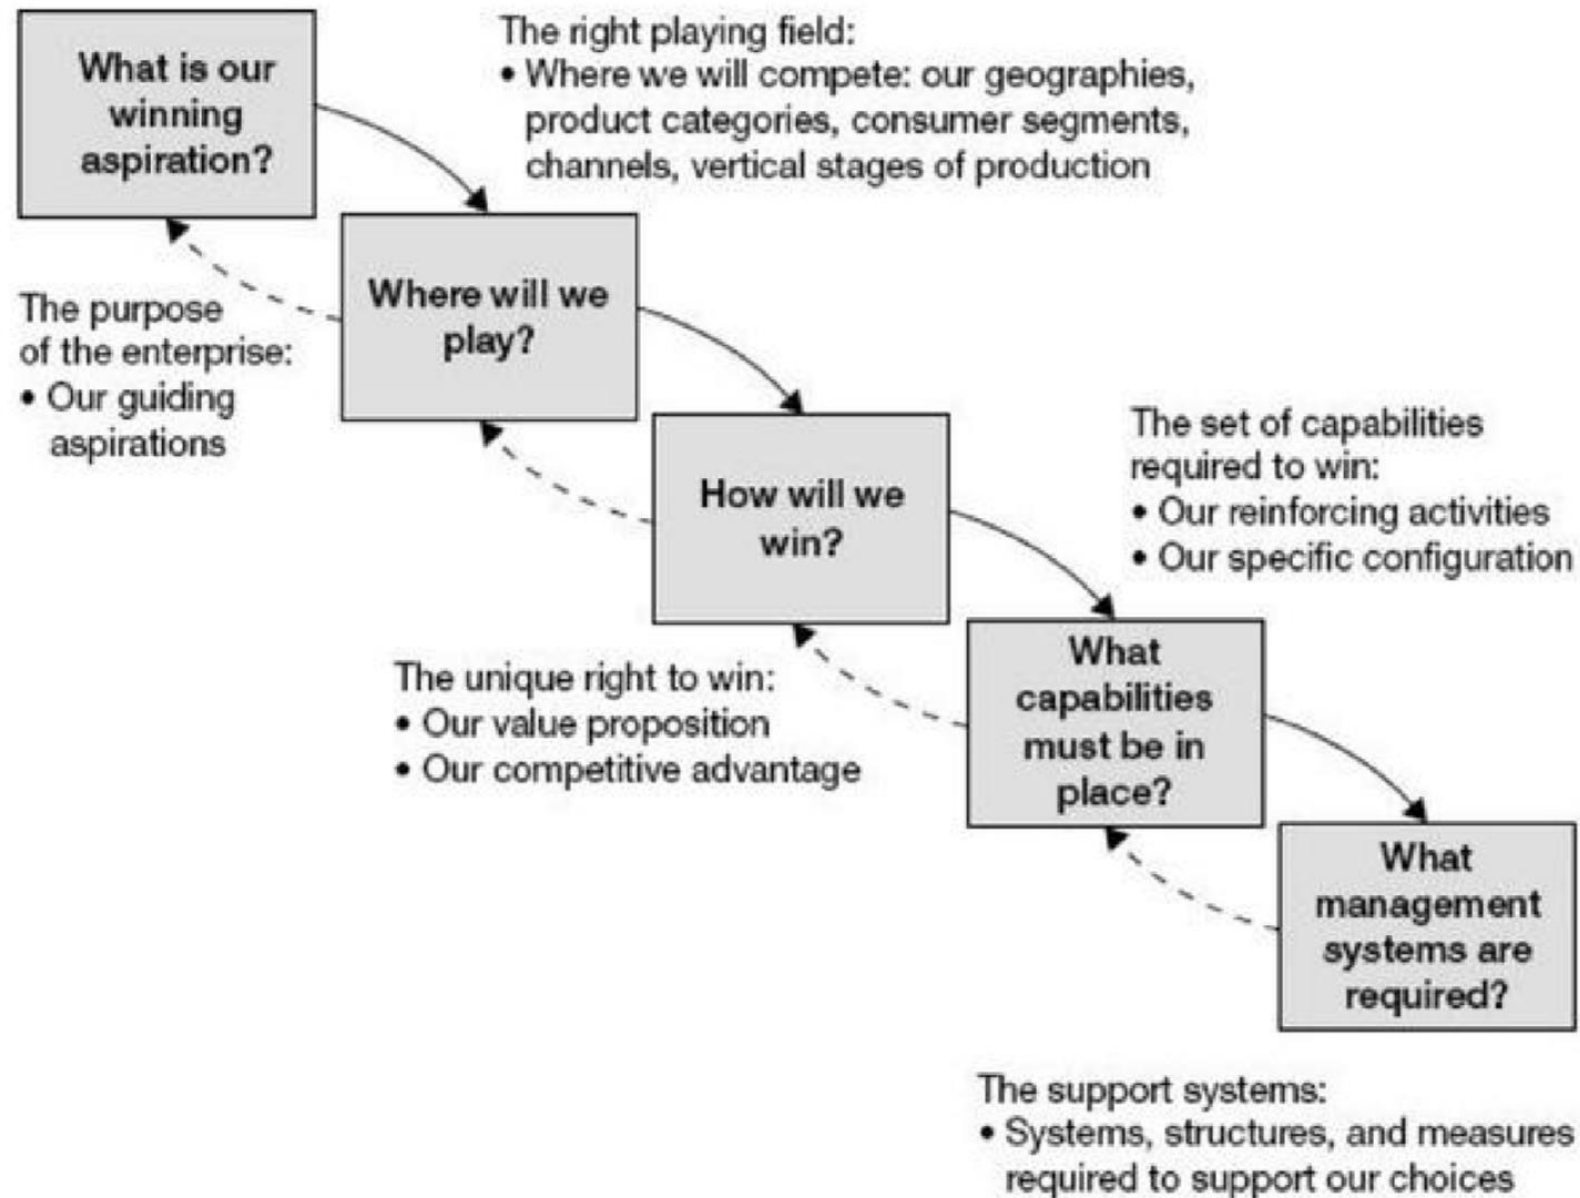 What is our
winning
aspiration?
The right playing field:
• Where we will compete: our geographies,
product categories, consumer segments,
channels, vertical stages of production
The purpose
of the enterprise:
• Our guiding
aspirations
Where will we
play?
How will we
win?
The set of capabilities
required to win:
• Our reinforcing activities
• Our specific configuration
The unique right to win:
• Our value proposition
• Our competitive advantage
What
capabilities
must be in
place?
What
management
systems are
required?
The support systems:
• Systems, structures, and measures
required to support our choices